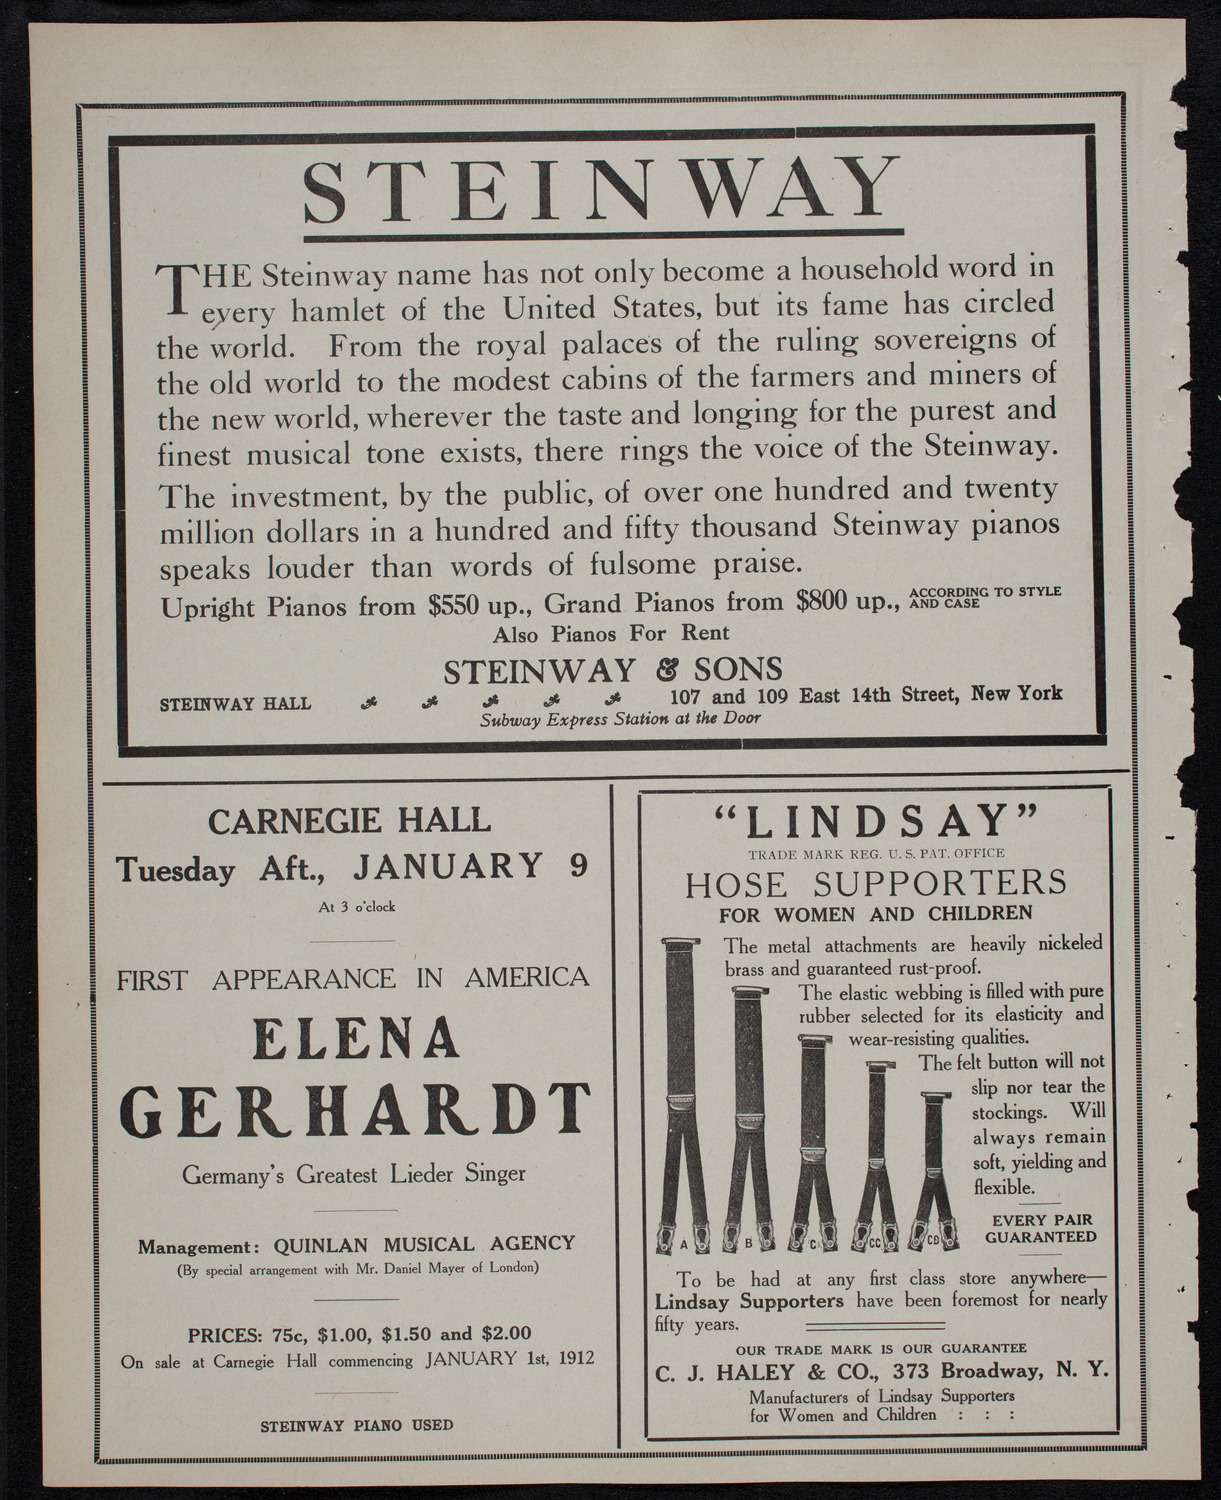 STEINWAY
THE Steinway name has not only become a household word in
every hamlet of the United States, but its fame has circled
the world. From the royal palaces of the ruling sovereigns of
the old world to the modest cabins of the farmers and miners of
the new world, wherever the taste and longing for the purest and
finest musical tone exists, there rings the voice of the Steinway.
The investment, by the public, of over one hundred and twenty
million dollars in a hundred and fifty thousand Steinway pianos
speaks louder than words of fulsome praise.
Upright Pianos from $550 up., Grand Pianos from $800 up., ACCORDING TO STYLE
AND CASE
Also Pianos For Rent
STEINWAY & SONS
STEINWAY HALL 107 and 109 East 14th Street, New York
Subway Express Station at the Door
CARNEGIE HALL
Tuesday Aft., JANUARY 9
At 3 o'clock
FIRST APPEARANCE IN AMERICA
ELENA
GERHARDT
Germany's Greatest Lieder Singer
Management: QUINLAN MUSICAL AGENCY
(By special arrangement with Mr. Daniel Mayer of London)
PRICES: 75c, $1.00, $1.50 and $2.00
On sale at Carnegie Hall commencing JANUARY 1st, 1912
STEINWAY PIANO USED
"LINDSAY"
TRADE MARK REG. U. S. PAT. OFFICE
HOSE SUPPORTERS
FOR WOMEN AND CHILDREN
The metal attachments are heavily nickeled
brass and guaranteed rust-proof.
The elastic webbing is filled with pure
rubber selected for its elasticity and
wear-resisting qualities.
The felt button will not
slip nor tear the
stockings. Will
always remain
soft, yielding and
flexible.
EVERY PAIR
GUARANTEED
A B C CC CD
To be had at any first class store anywhere—
Lindsay Supporters have been foremost for nearly
fifty years.
OUR TRADE MARK IS OUR GUARANTEE
C. J. HALEY & CO., 373 Broadway, N. Y.
Manufacturers of Lindsay Supporters
for Women and Children : : :